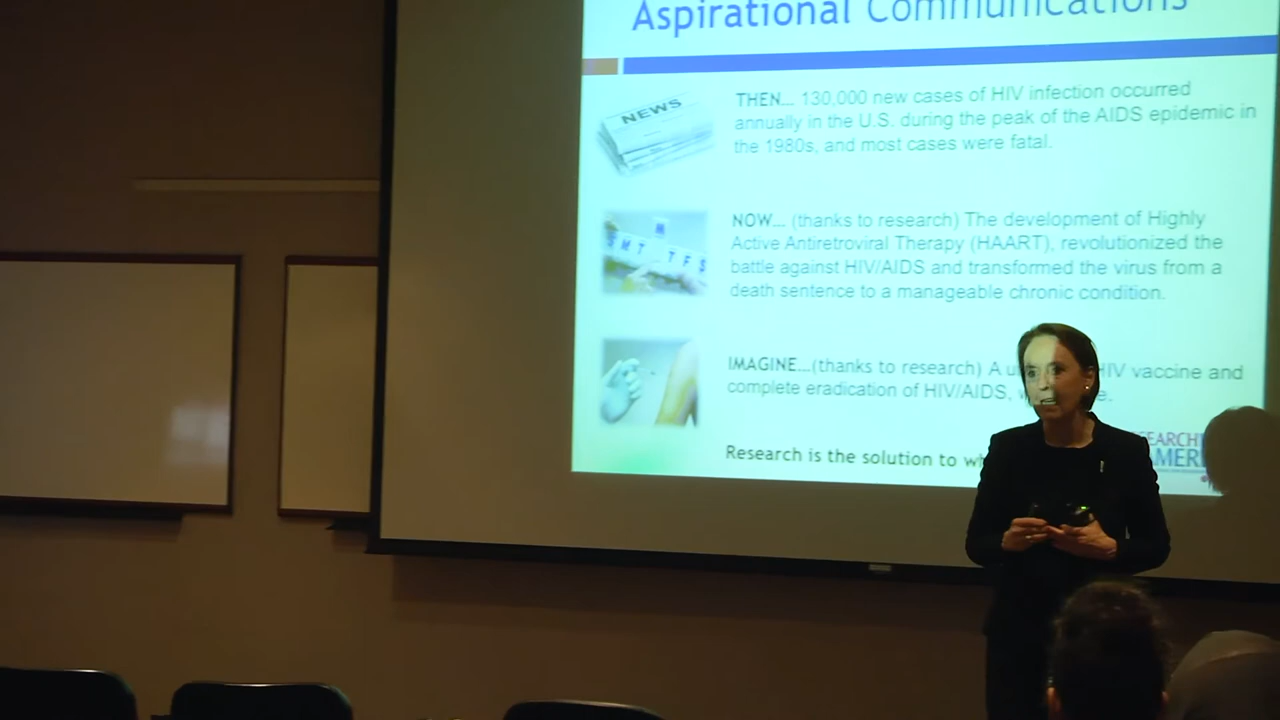 Aspirational Communications
NEWS
THEN... 130,000 new cases of HIV infection occurred
annually in the U.S. during the peak of the AIDS epidemic in
the 1980s, and most cases were fatal.
NOW... (thanks to research) The development of Highly
Active Antiretroviral Therapy (HAART), revolutionized the
battle against HIV/AIDS and transformed the virus from a
death sentence to a manageable chronic condition.
IMAGINE...(thanks to research) A HIV vaccine and
complete eradication of HIV/AIDS,
Research is the solution to